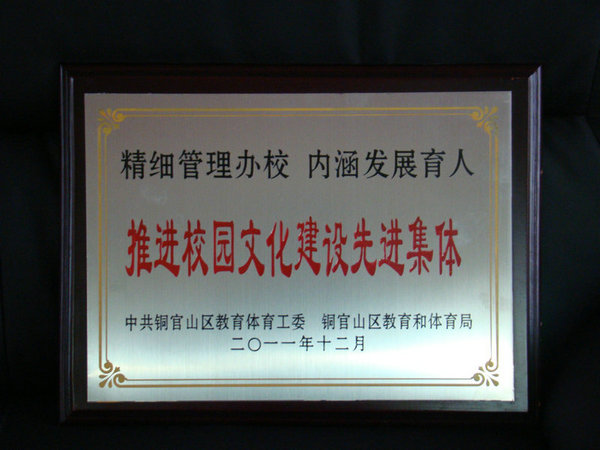 精细管理办校 内涵发展育人
推进校园文化建设先进集体
中共铜官山区教育体育工委 铜官山区教育和体育局
二〇一一年十二月